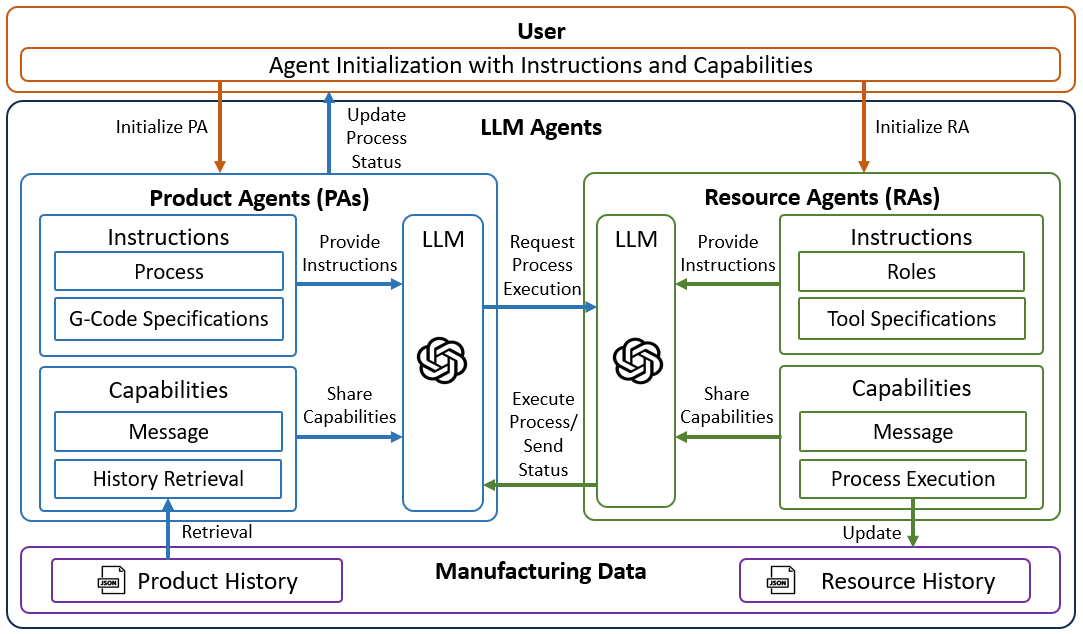 User
Agent Initialization with Instructions and Capabilities
Initialize PA
Update
Process
Status
LLM Agents
Initialize RA
Product Agents (PAs)
Instructions
Process
G-Code Specifications
Provide
Instructions
LLM
Capabilities
Message
History Retrieval
Share
Capabilities
Request
Process
Execution
Execute
Process/
Send
Status
Resource Agents (RAs)
LLM
Provide
Instructions
Instructions
Roles
Tool Specifications
Share
Capabilities
Capabilities
Message
Process Execution
Retrieval
Update
Manufacturing Data
JSON
Product History
JSON
Resource History